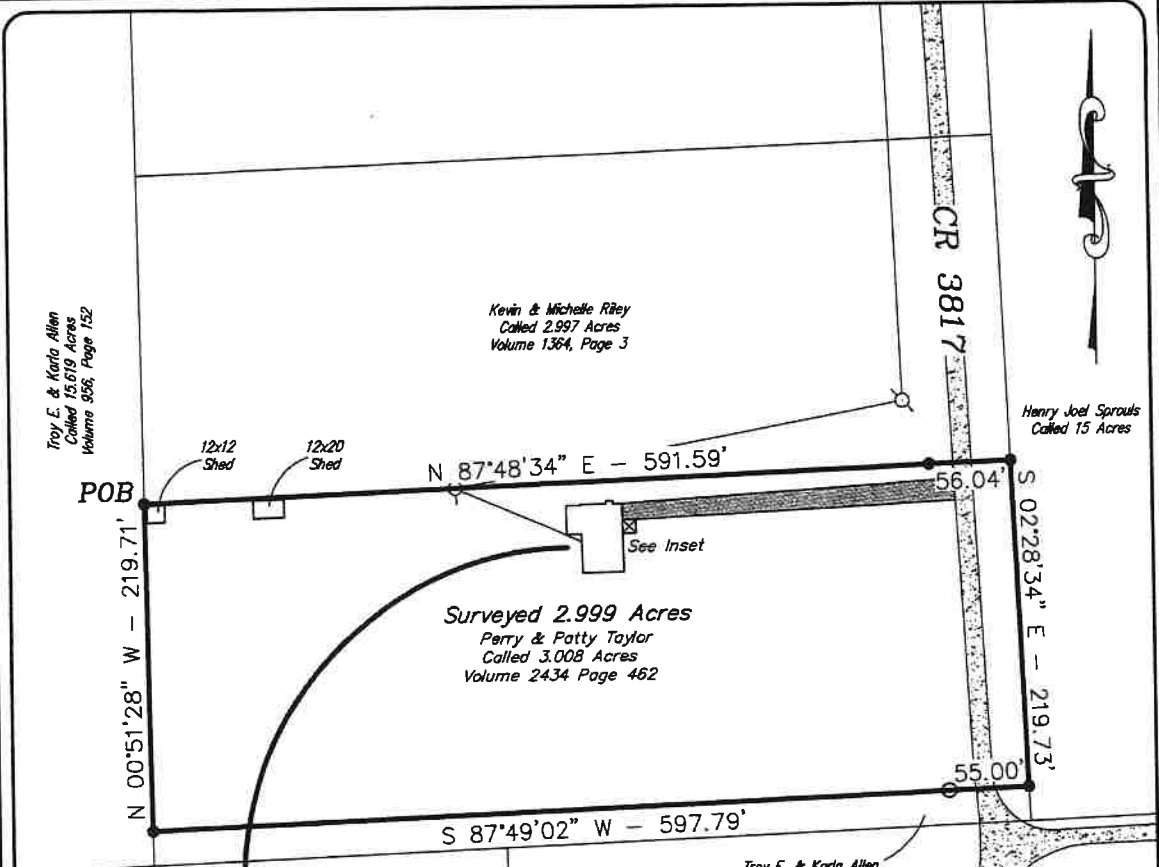 CR 3817
Kevin & Michelle Riley
Called 2.997 Acres
Volume 1364, Page 3
Troy E. & Karla Allen
Called 15.619 Acres
Volume 956, Page 152
Henry Joel Sprouls
Called 15 Acres
12x12
Shed
12x20
Shed
N 87°48'34" E - 591.59'
POB
56.04'
See Inset
S 02°28'34" E - 219.73'
N 00°51'28" W - 219.71'
Surveyed 2.999 Acres
Perry & Patty Taylor
Called 3.008 Acres
Volume 2434 Page 462
55.00'
S 87°49'02" W - 597.79'
Troy E. & Karla Allen